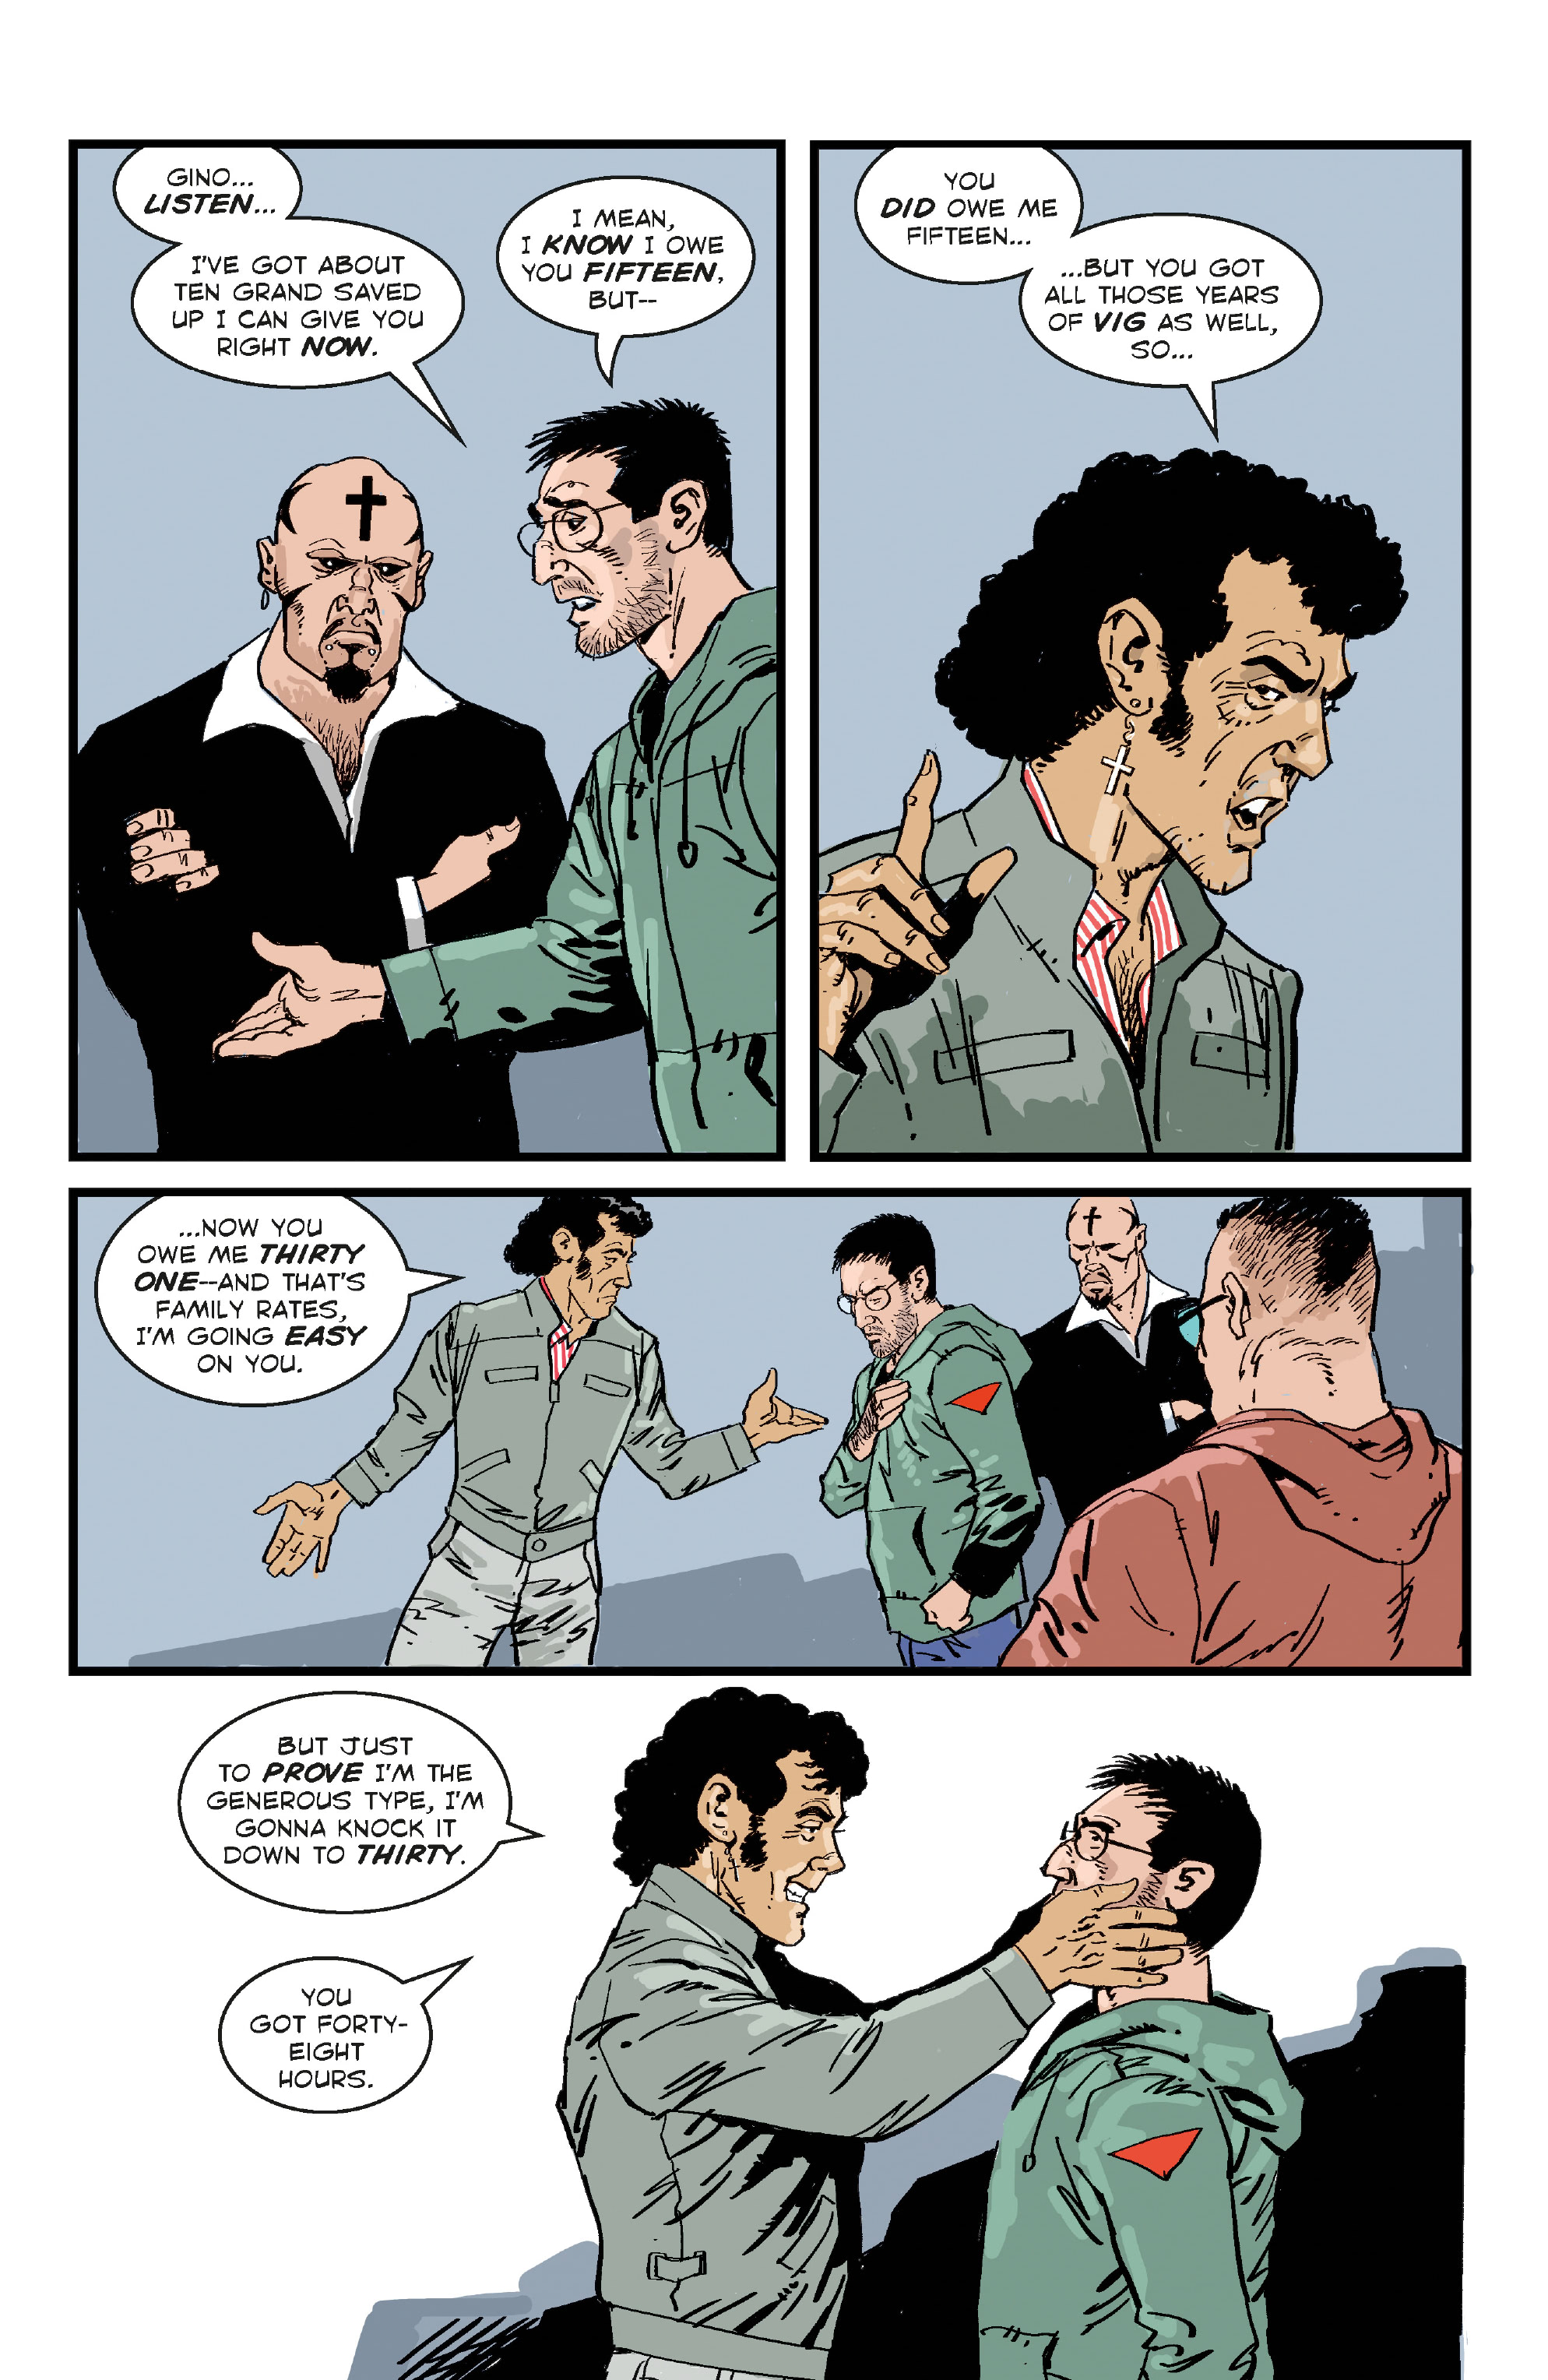 GINO...
LISTEN...
I'VE GOT ABOUT
TEN GRAND SAVED
UP I CAN GIVE YOU
RIGHT NOW.
I MEAN,
I KNOW I OWE
YOU FIFTEEN,
BUT--
YOU
DID OWE ME
FIFTEEN...
...BUT YOU GOT
ALL THOSE YEARS
OF VIG AS WELL,
SO...
...NOW YOU
OWE ME THIRTY
ONE--AND THAT'S
FAMILY RATES,
I'M GOING EASY
ON YOU.
BUT JUST
TO PROVE I'M THE
GENEROUS TYPE, I'M
GONNA KNOCK IT
DOWN TO THIRTY.
YOU
GOT FORTY-
EIGHT
HOURS.